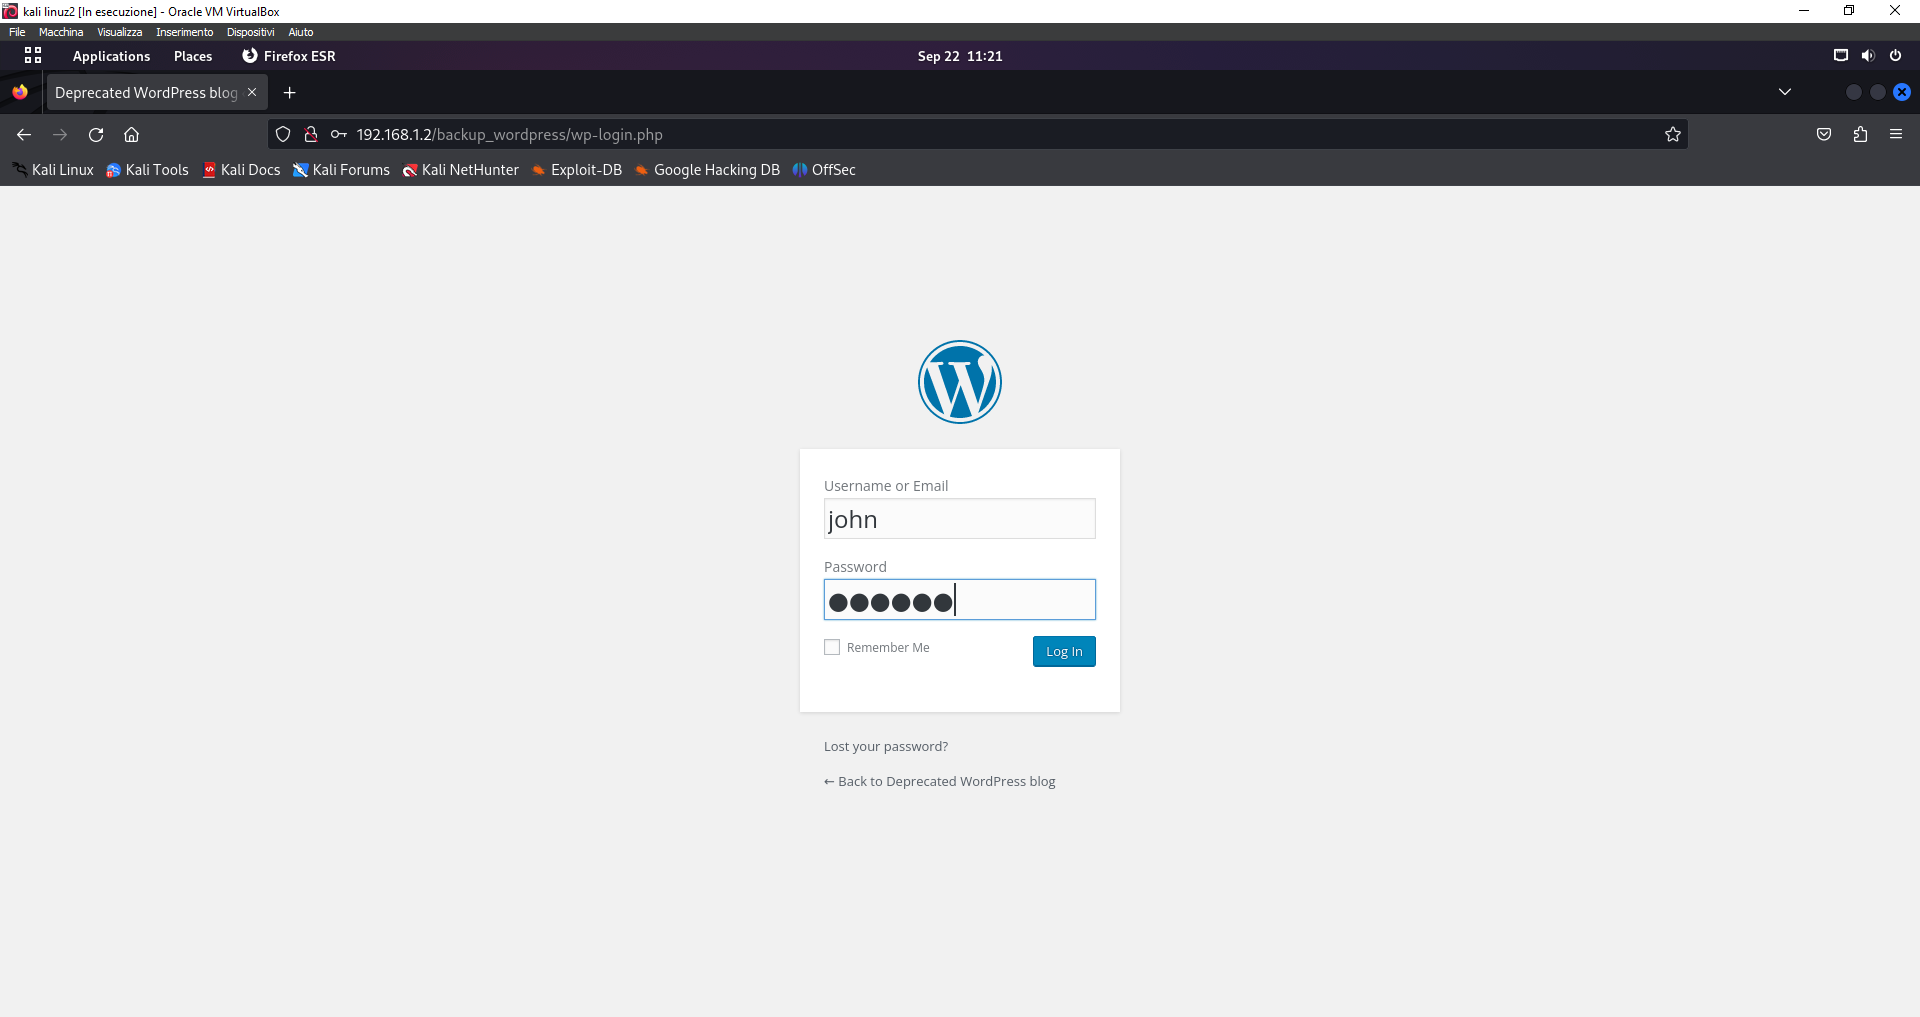 kali linuz2 [In esecuzione] - Oracle VM VirtualBox
File Macchina Visualizza Inserimento Dispositivi Aiuto
Applications Places Firefox ESR Sep 22 11:21
Deprecated WordPress blog
192.168.1.2/backup_wordpress/wp-login.php
Kali Linux Kali Tools Kali Docs Kali Forums Kali NetHunter Exploit-DB Google Hacking DB OffSec
Username or Email
john
Password
●●●●●●
Remember Me Log In
Lost your password?
← Back to Deprecated WordPress blog